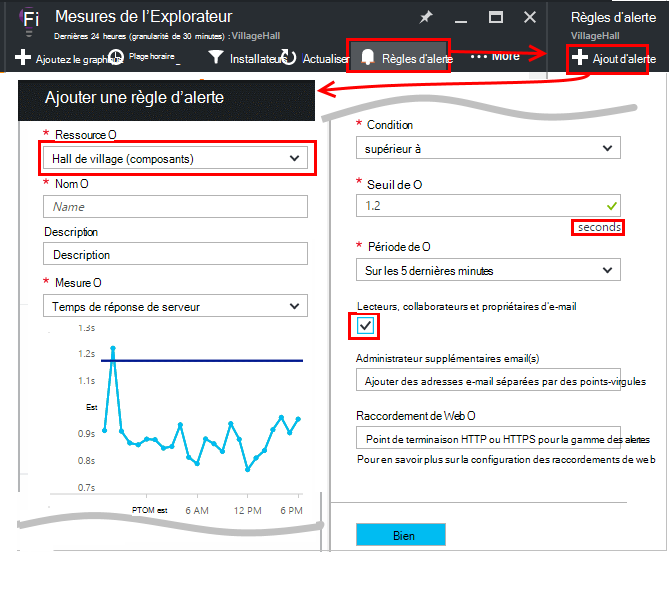 Fi
Mesures de l'Explorateur
Dernières 24 heures (granularité de 30 minutes) :VillageHall
Ajoutez le graphique
Plage horaire
Installateurs
Actualiser
Règles d'alerte
More
Règles d'alerte
VillageHall
Ajout d'alerte
Ajouter une règle d'alerte
* Ressource O
Hall de village (composants)
* Nom O
Name
Description
Description
* Mesure O
Temps de réponse de serveur
1.3s
1.2s
1.1s
Est
0.9s
0.8s
0.7s
PTOM est
6 AM
12 PM
6 PM
* Condition
supérieur à
* Seuil de O
1.2
seconds
* Période de O
Sur les 5 dernières minutes
Lecteurs, collaborateurs et propriétaires d'e-mail
Administrateur supplémentaires email(s)
Ajouter des adresses e-mail séparées par des points-virgules
Raccordement de Web O
Point de terminaison HTTP ou HTTPS pour la gamme des alertes
Pour en savoir plus sur la configuration des raccordements de web
Bien